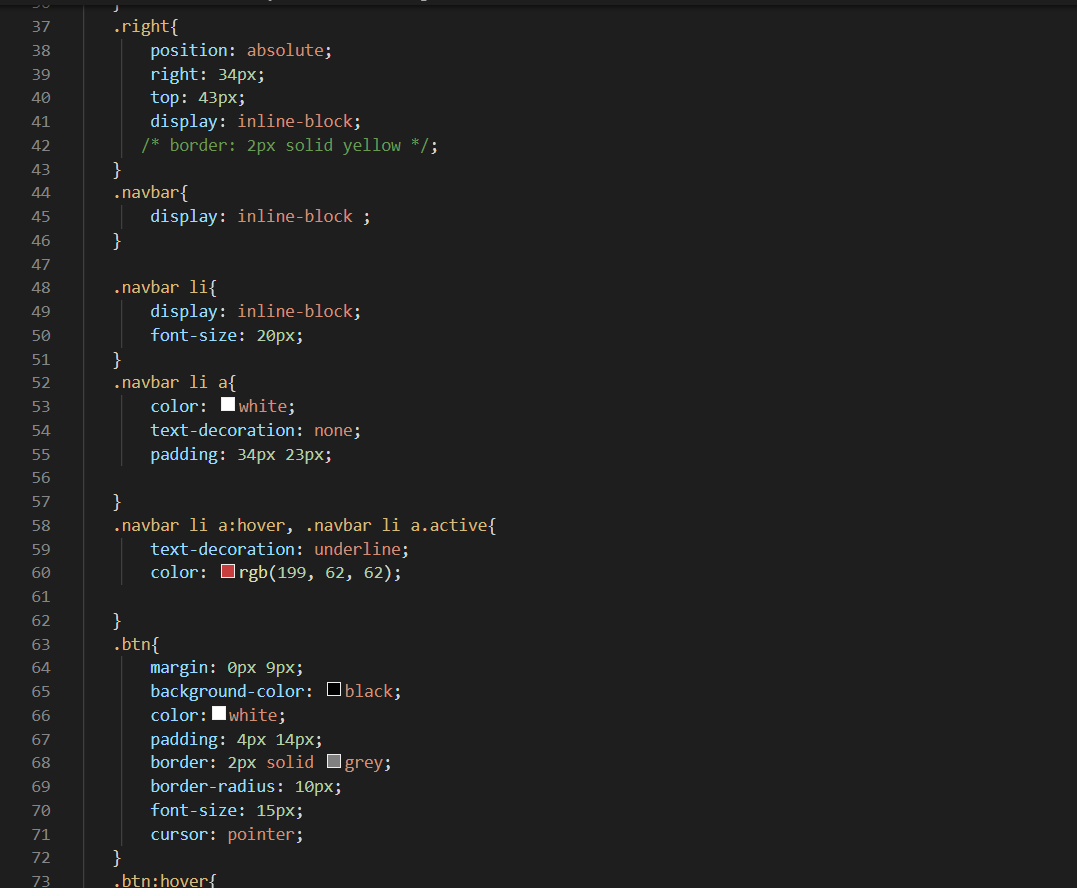 37 .right{
38 position: absolute;
39 right: 34px;
40 top: 43px;
41 display: inline-block;
42 /* border: 2px solid yellow */;
43 }
44 .navbar{
45 display: inline-block ;
46 }
47
48 .navbar li{
49 display: inline-block;
50 font-size: 20px;
51 }
52 .navbar li a{
53 color: white;
54 text-decoration: none;
55 padding: 34px 23px;
56
57 }
58 .navbar li a:hover, .navbar li a.active{
59 text-decoration: underline;
60 color: rgb(199, 62, 62);
61
62 }
63 .btn{
64 margin: 0px 9px;
65 background-color: black;
66 color: white;
67 padding: 4px 14px;
68 border: 2px solid grey;
69 border-radius: 10px;
70 font-size: 15px;
71 cursor: pointer;
72 }
73 .btn:hover{